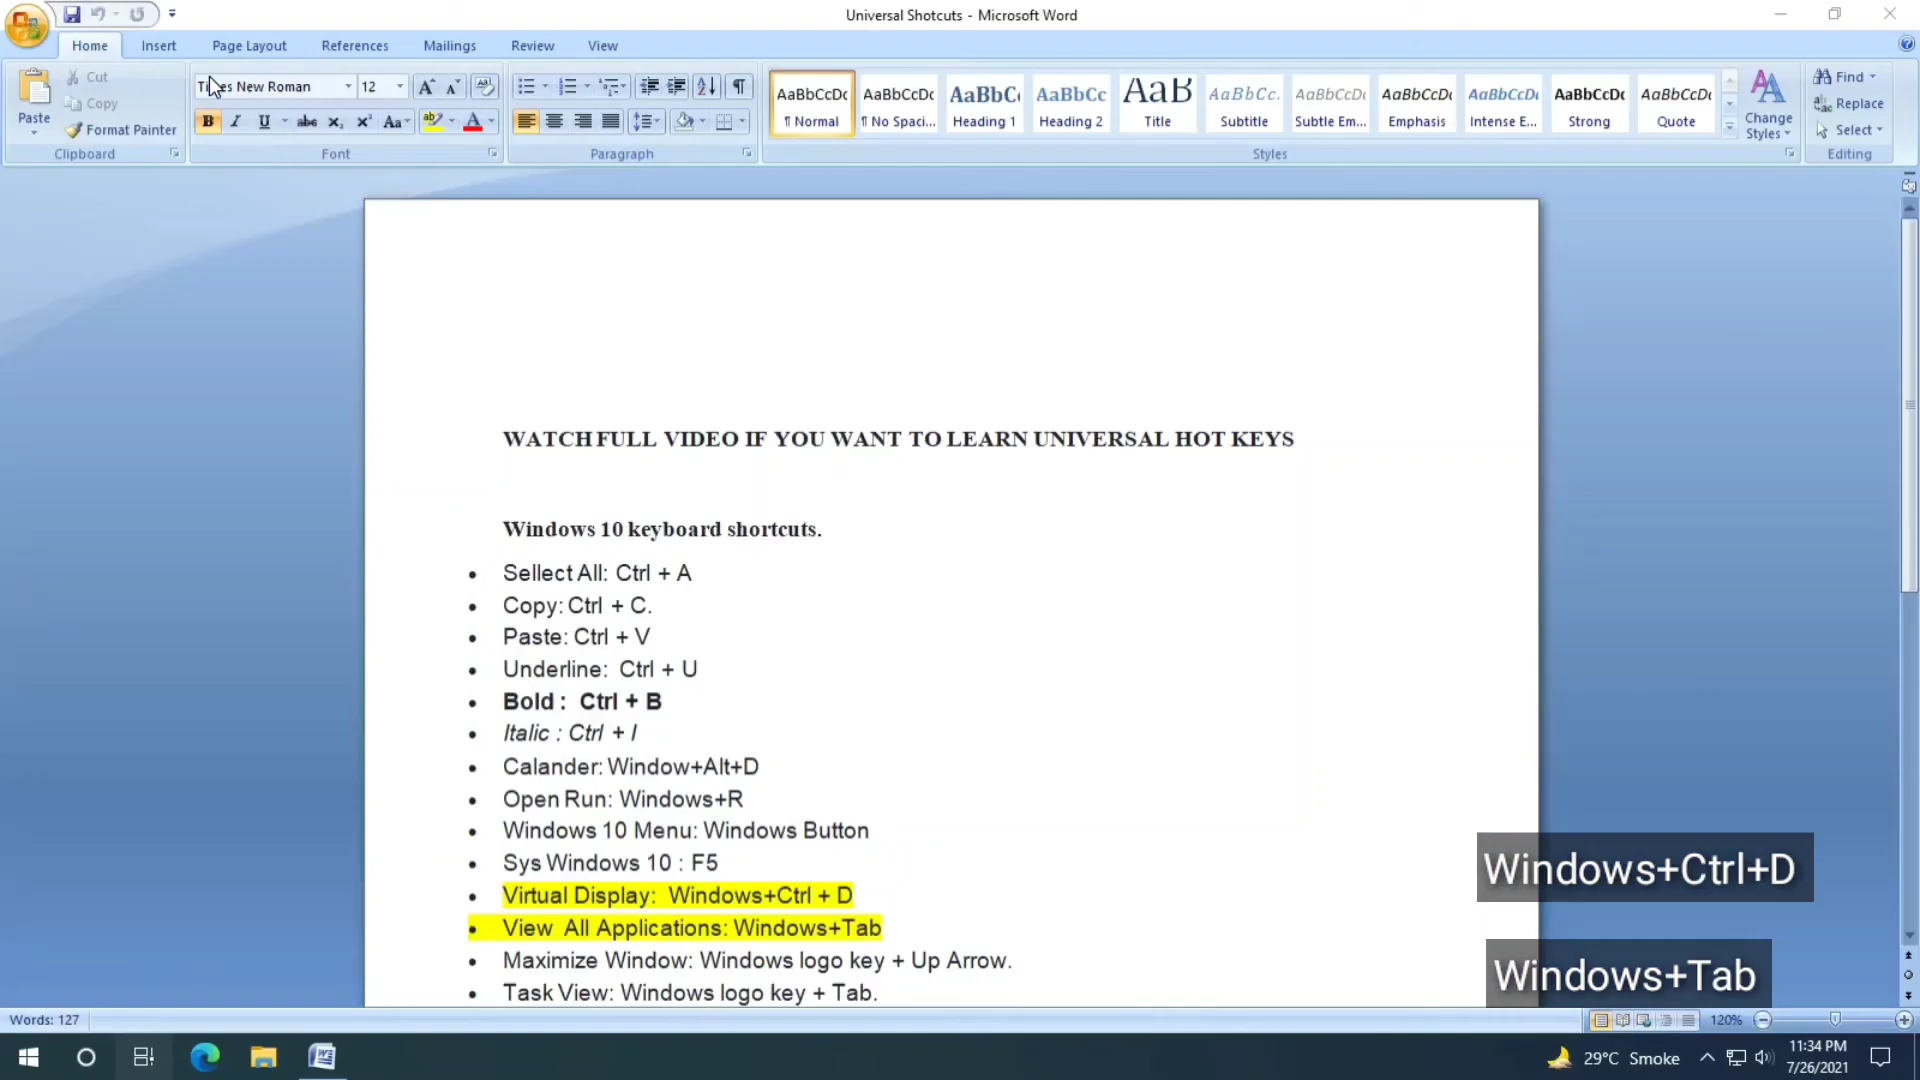 Universal Shotcuts - Microsoft Word
Home Insert Page Layout References Mailings Review View
Paste
Cut
Copy
Format Painter
Clipboard
New Roman 12
Font
Paragraph
AaBbCcDc AaBbCcDc AaBbC AaBbCc AaB AaBbCc. AaBbCcDc AaBbCcDc AaBbCcDc AaBbCcDc AaBbCcDc
¶ Normal ¶ No Spaci... Heading 1 Heading 2 Title Subtitle Subtle Em... Emphasis Intense E... Strong Quote
Change Styles
Styles
Find
Replace
Select
Editing
WATCH FULL VIDEO IF YOU WANT TO LEARN UNIVERSAL HOT KEYS
Windows 10 keyboard shortcuts.
• Sellect All: Ctrl + A
• Copy: Ctrl + C.
• Paste: Ctrl + V
• Underline: Ctrl + U
• Bold : Ctrl + B
• Italic : Ctrl + I
• Calander: Window+Alt+D
• Open Run: Windows+R
• Windows 10 Menu: Windows Button
• Sys Windows 10 : F5
• Virtual Display: Windows+Ctrl + D
• View All Applications: Windows+Tab
• Maximize Window: Windows logo key + Up Arrow.
• Task View: Windows logo key + Tab.
Windows+Ctrl+D
Windows+Tab
Words: 127
120%
29°C Smoke
11:34 PM
7/26/2021